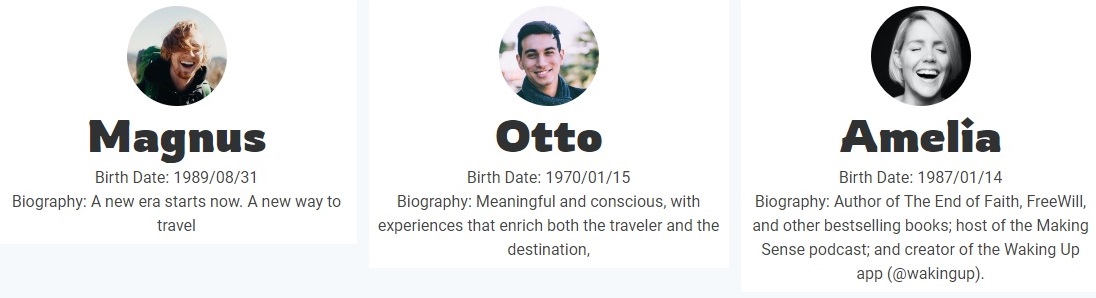 Magnus
Birth Date: 1989/08/31
Biography: A new era starts now. A new way to
travel
Otto
Birth Date: 1970/01/15
Biography: Meaningful and conscious, with
experiences that enrich both the traveler and the
destination,
Amelia
Birth Date: 1987/01/14
Biography: Author of The End of Faith, FreeWill,
and other bestselling books; host of the Making
Sense podcast; and creator of the Waking Up
app (@wakingup).